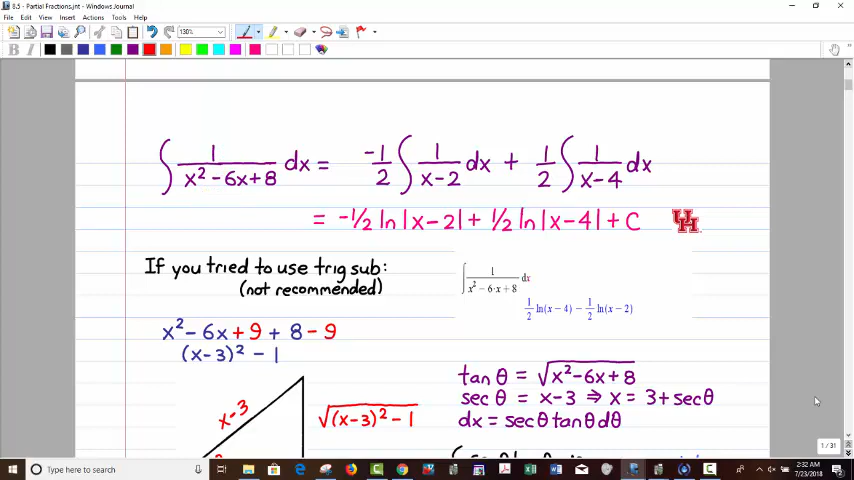 8.5 - Partial Fractions.jnt - Windows Journal
File Edit View Insert Actions Tools Help
130%
B I
∫ 1/(x² - 6x + 8) dx = -1/2 ∫ 1/(x-2) dx + 1/2 ∫ 1/(x-4) dx
= -1/2 ln|x-2| + 1/2 ln|x-4| + C UH
If you tried to use trig sub:
(not recommended)
∫ 1/(x² - 6·x + 8) dx
1/2 ln(x - 4) - 1/2 ln(x - 2)
x² - 6x + 9 + 8 - 9
(x-3)² - 1
tan θ = √(x² - 6x + 8)
sec θ = x-3 ⇒ x = 3 + sec θ
dx = sec θ tan θ dθ
x-3
√((x-3)² - 1)
1 / 31
Type here to search
2:32 AM
7/23/2018